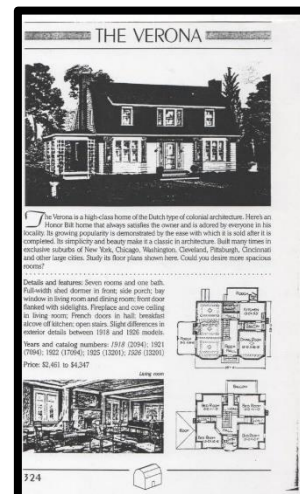 THE VERONA
The Verona is a high-class home of the Dutch type of colonial architecture. Here's an
Honor Bilt home that always satisfies the owner and is adored by everyone in his
locality. Its growing popularity is demonstrated by the ease with which it is sold after it is
completed. Its simplicity and beauty make it a classic in architecture. Built many times in
exclusive suburbs of New York, Chicago, Washington, Cleveland, Pittsburgh, Cincinnati
and other large cities. Study its floor plans shown here. Could you desire more spacious
rooms?
Details and features: Seven rooms and one bath.
Full-width shed dormer in front; side porch; bay
window in living room and dining room; front door
flanked with sidelights. Fireplace and cove ceiling
in living room; French doors in hall; breakfast
alcove off kitchen; open stairs. Slight differences in
exterior details between 1918 and 1926 models.
Years and catalog numbers: 1918 (2094); 1921
(7094); 1922 (17094); 1925 (13201); 1926 (13201)
Price: $2,461 to $4,347
Living room
PORCH
BALCONY
324